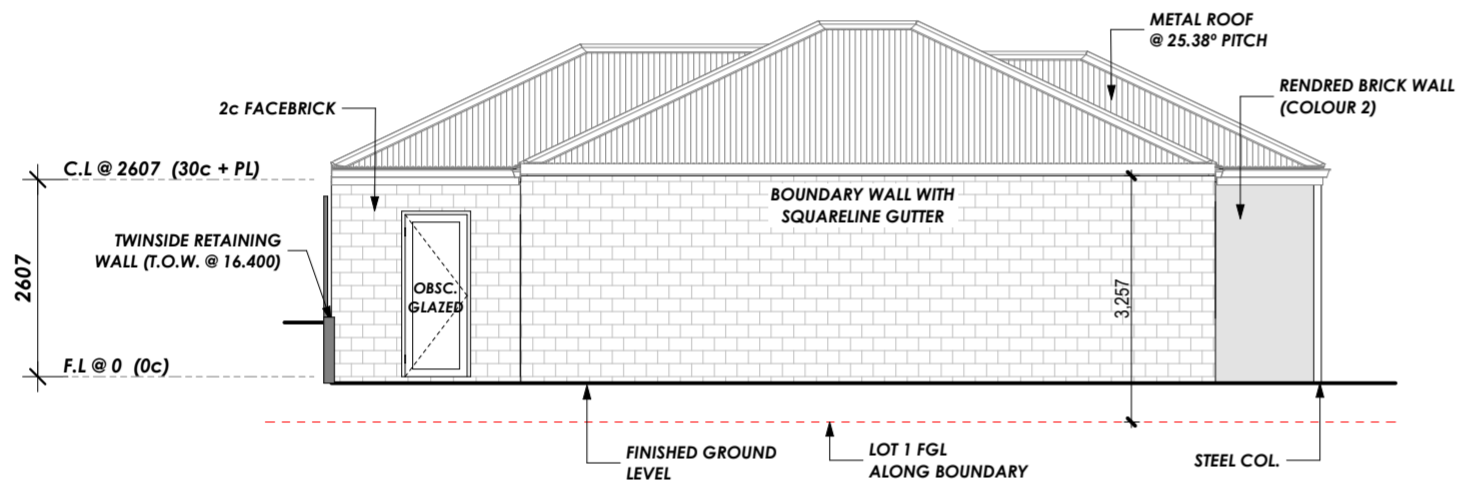 METAL ROOF
@ 25.38° PITCH
RENDRED BRICK WALL
(COLOUR 2)
2c FACEBRICK
C.L @ 2607 (30c + PL)
BOUNDARY WALL WITH
SQUARELINE GUTTER
TWINSIDE RETAINING
WALL (T.O.W. @ 16.400)
2607
OBSC.
GLAZED
3,257
F.L @ 0 (0c)
FINISHED GROUND
LEVEL
LOT 1 FGL
ALONG BOUNDARY
STEEL COL.